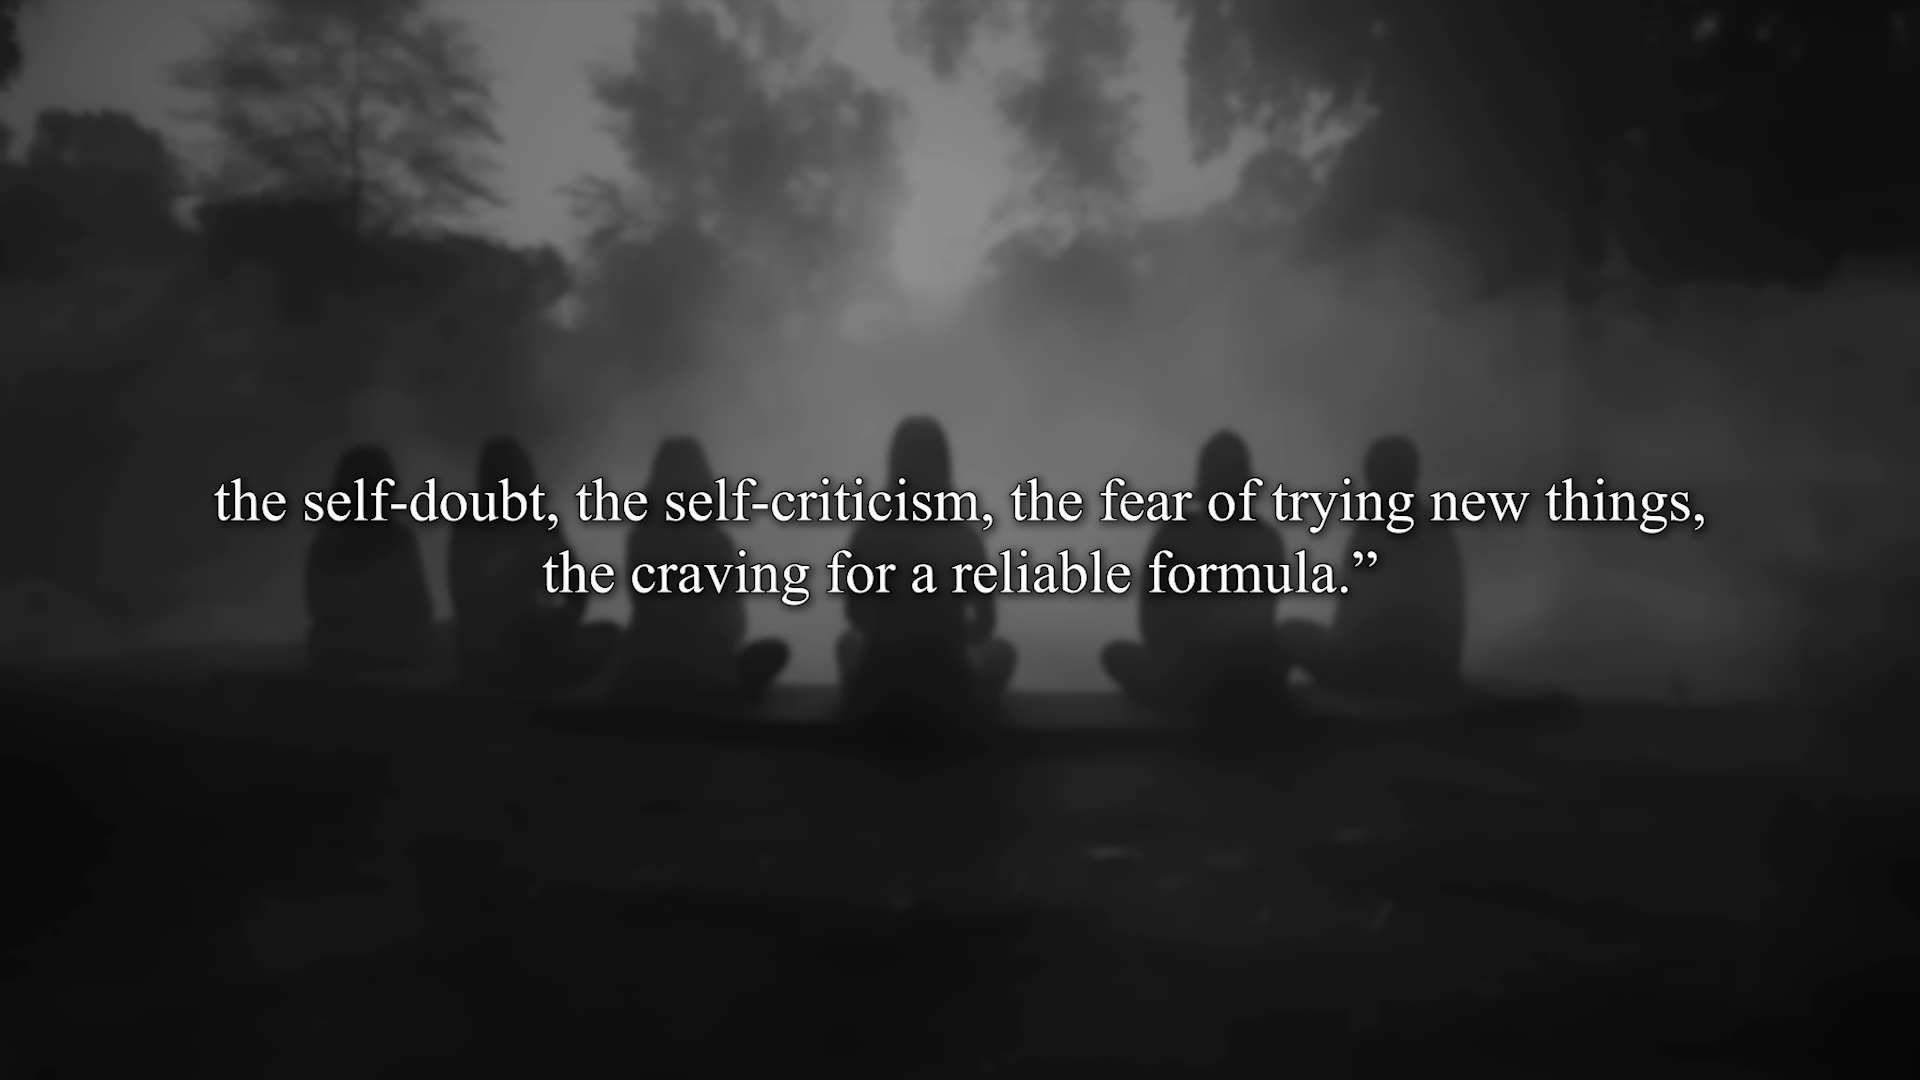 the self-doubt, the self-criticism, the fear of trying new things,
the craving for a reliable formula.”